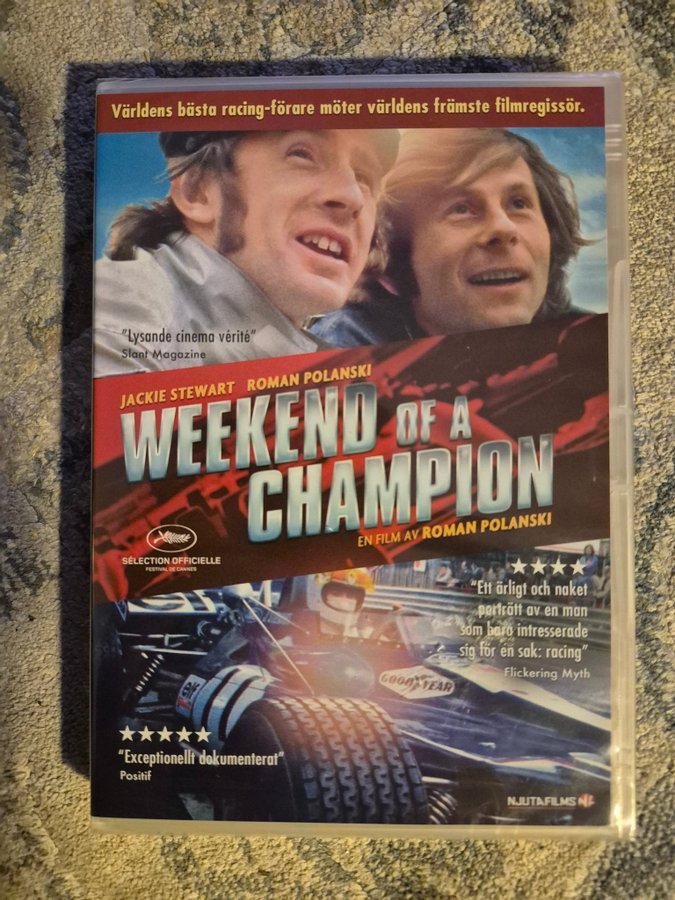 Världens bästa racing-förare möter världens främste filmregissör.
"Lysande cinema vérité"
Slant Magazine
JACKIE STEWART ROMAN POLANSKI
WEEKEND OF A
CHAMPION
EN FILM AV ROMAN POLANSKI
SÉLECTION OFFICIELLE
FESTIVAL DE CANNES
"Ett ärligt och naket
porträtt av en man
som bara intresserade
sig för en sak: racing"
Flickering Myth
GOODYEAR
"Exceptionellt dokumenterat"
Positif
NJUTAFILMS